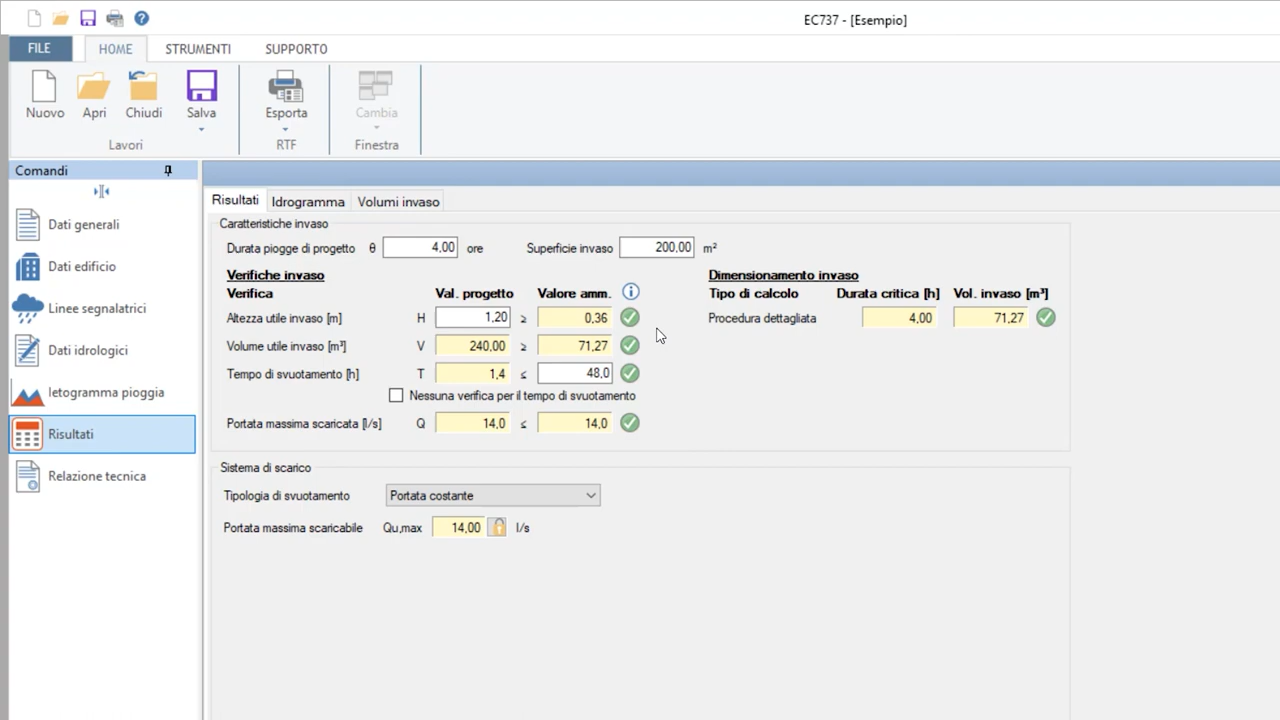 EC737 - [Esempio]
FILE HOME STRUMENTI SUPPORTO
Nuovo Apri Chiudi Salva Esporta Cambia
Lavori RTF Finestra
Comandi
Dati generali
Dati edificio
Linee segnalatrici
Dati idrologici
Ietogramma pioggia
Risultati
Relazione tecnica
Risultati Idrogramma Volumi invaso
Caratteristiche invaso
Durata piogge di progetto θ 4,00 ore Superficie invaso 200,00 m²
Verifiche invaso Dimensionamento invaso
Verifica Val. progetto Valore amm. Tipo di calcolo Durata critica [h] Vol. invaso [m³]
Altezza utile invaso [m] H 1,20 ≥ 0,36 Procedura dettagliata 4,00 71,27
Volume utile invaso [m³] V 240,00 ≥ 71,27
Tempo di svuotamento [h] T 1,4 ≤ 48,0
Nessuna verifica per il tempo di svuotamento
Portata massima scaricata [l/s] Q 14,0 ≤ 14,0
Sistema di scarico
Tipologia di svuotamento Portata costante
Portata massima scaricabile Qu,max 14,00 l/s